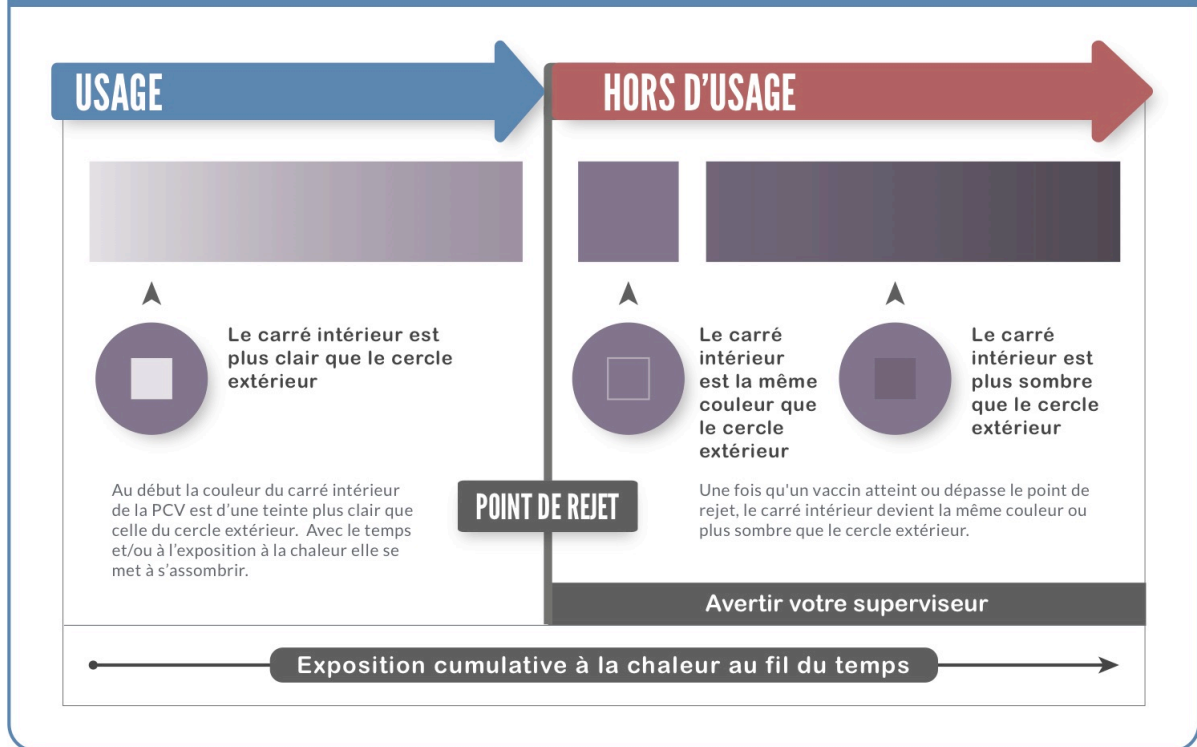 USAGE
HORS D'USAGE
Le carré intérieur est
plus clair que le cercle
extérieur
Le carré
intérieur
est la même
couleur que
le cercle
extérieur
Le carré
intérieur est
plus sombre
que le cercle
extérieur
Au début la couleur du carré intérieur
de la PCV est d'une teinte plus clair que
celle du cercle extérieur. Avec le temps
et/ou à l'exposition à la chaleur elle se
met à s'assombrir.
POINT DE REJET
Une fois qu'un vaccin atteint ou dépasse le point de
rejet, le carré intérieur devient la même couleur ou
plus sombre que le cercle extérieur.
Avertir votre superviseur
Exposition cumulative à la chaleur au fil du temps